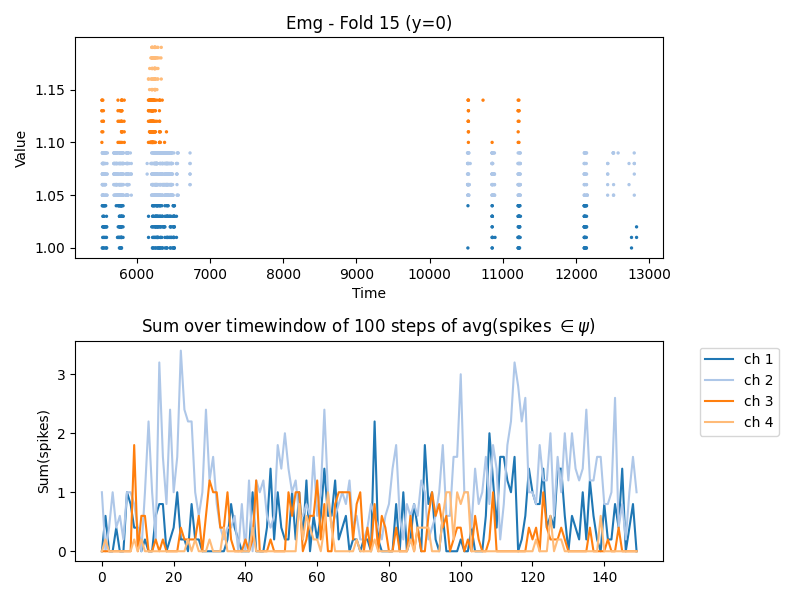 Emg - Fold 15 (y=0)
Value
1.15
1.10
1.05
1.00
6000 7000 8000 9000 10000 11000 12000 13000
Time
Sum over timewindow of 100 steps of avg(spikes ∈ ψ)
Sum(spikes)
3
2
1
0
0 20 40 60 80 100 120 140
ch 1
ch 2
ch 3
ch 4